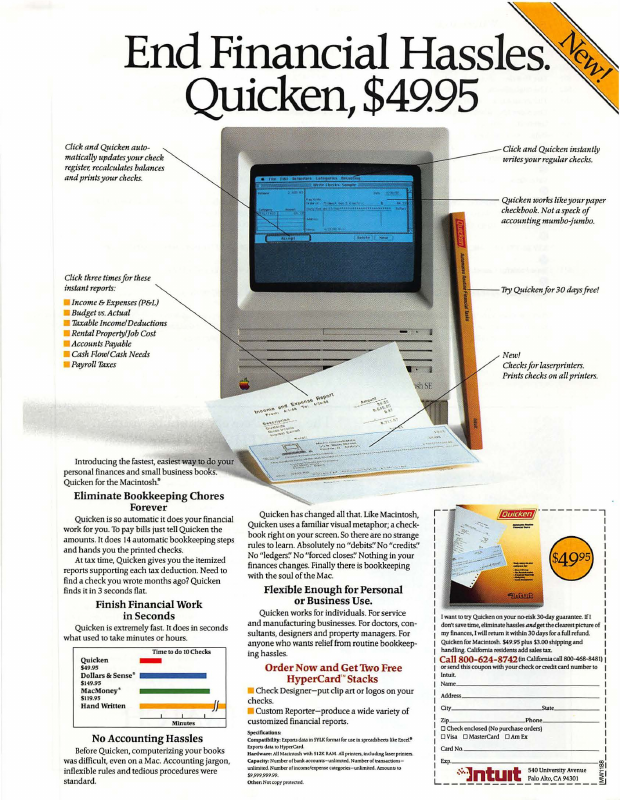 New!
End Financial Hassles.
Quicken, $49.95
Click and Quicken auto-
matically updates your check
register, recalculates balances
and prints your checks.
Click and Quicken instantly
writes your regular checks.
Quicken works like your paper
checkbook. Not a speck of
accounting mumbo-jumbo.
Click three times for these
instant reports:
Income & Expenses (P&L)
Budget vs. Actual
Taxable Income/Deductions
Rental Property/Job Cost
Accounts Payable
Cash Flow/Cash Needs
Payroll Taxes
Try Quicken for 30 days free!
New!
Checks for laserprinters.
Prints checks on all printers.
Quicken
SE
Income and Expense Report
Amount
Introducing the fastest, easiest way to do your
personal finances and small business books.
Quicken for the Macintosh.®
Eliminate Bookkeeping Chores
Forever
Quicken is so automatic it does your financial
work for you. To pay bills just tell Quicken the
amounts. It does 14 automatic bookkeeping steps
and hands you the printed checks.
At tax time, Quicken gives you the itemized
reports supporting each tax deduction. Need to
find a check you wrote months ago? Quicken
finds it in 3 seconds flat.
Finish Financial Work
in Seconds
Quicken is extremely fast. It does in seconds
what used to take minutes or hours.
Time to do 10 Checks
Quicken
$49.95
Dollars & Sense*
$149.95
MacMoney*
$119.95
Hand Written
Minutes
No Accounting Hassles
Before Quicken, computerizing your books
was difficult, even on a Mac. Accounting jargon,
inflexible rules and tedious procedures were
standard.
Quicken has changed all that. Like Macintosh,
Quicken uses a familiar visual metaphor; a check-
book right on your screen. So there are no strange
rules to learn. Absolutely no "debits." No "credits."
No "ledgers." No "forced closes." Nothing in your
finances changes. Finally there is bookkeeping
with the soul of the Mac.
Flexible Enough for Personal
or Business Use.
Quicken works for individuals. For service
and manufacturing businesses. For doctors, con-
sultants, designers and property managers. For
anyone who wants relief from routine bookkeep-
ing hassles.
Order Now and Get Two Free
HyperCard™ Stacks
Check Designer—put clip art or logos on your
checks.
Custom Reporter—produce a wide variety of
customized financial reports.
Specifications:
Compatibility: Exports data in SYLK format for use in spreadsheets like Excel®
Exports data to HyperCard.
Hardware: All Macintosh with 512K RAM. All printers, including laser printers.
Capacity: Number of bank accounts—unlimited. Number of transactions—
unlimited. Number of income/expense categories—unlimited. Amounts to
$9,999,999.99.
Other: Not copy protected.
Quicken
Intuit
$49.95
I want to try Quicken on your no-risk 30-day guarantee. If I
don't save time, eliminate hassles and get the clearest picture of
my finances, I will return it within 30 days for a full refund.
Quicken for Macintosh. $49.95 plus $3.00 shipping and
handling. California residents add sales tax.
Call 800-624-8742 (in California call 800-468-8481)
or send this coupon with your check or credit card number to
Intuit.
Name
Address
City State
Zip Phone
Check enclosed (No purchase orders)
Visa MasterCard Am Ex
Card No.
Exp.
Intuit
540 University Avenue
Palo Alto, CA 94301